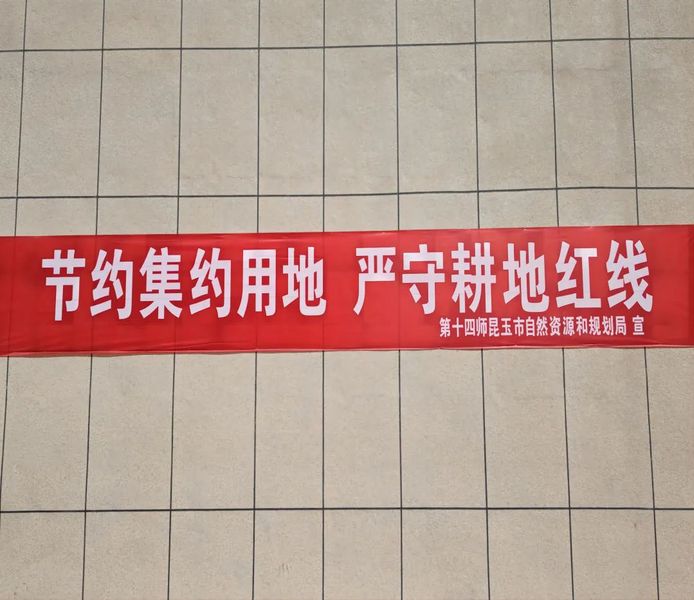 节约集约用地 严守耕地红线
第十四师昆玉市自然资源和规划局 宣